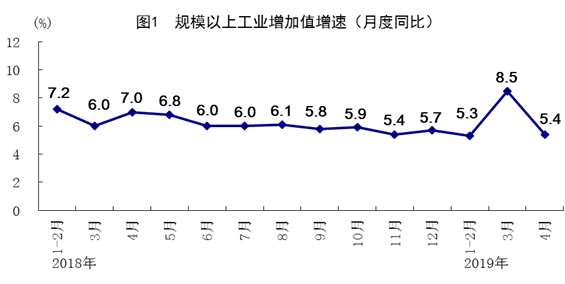 图1　规模以上工业增加值增速（月度同比）
(%)
12
10
8
6
4
2
0
7.2
6.0
7.0
6.8
6.0
6.0
6.1
5.8
5.9
5.4
5.7
5.3
8.5
5.4
1-2月
3月
4月
5月
6月
7月
8月
9月
10月
11月
12月
1-2月
3月
4月
2018年
2019年